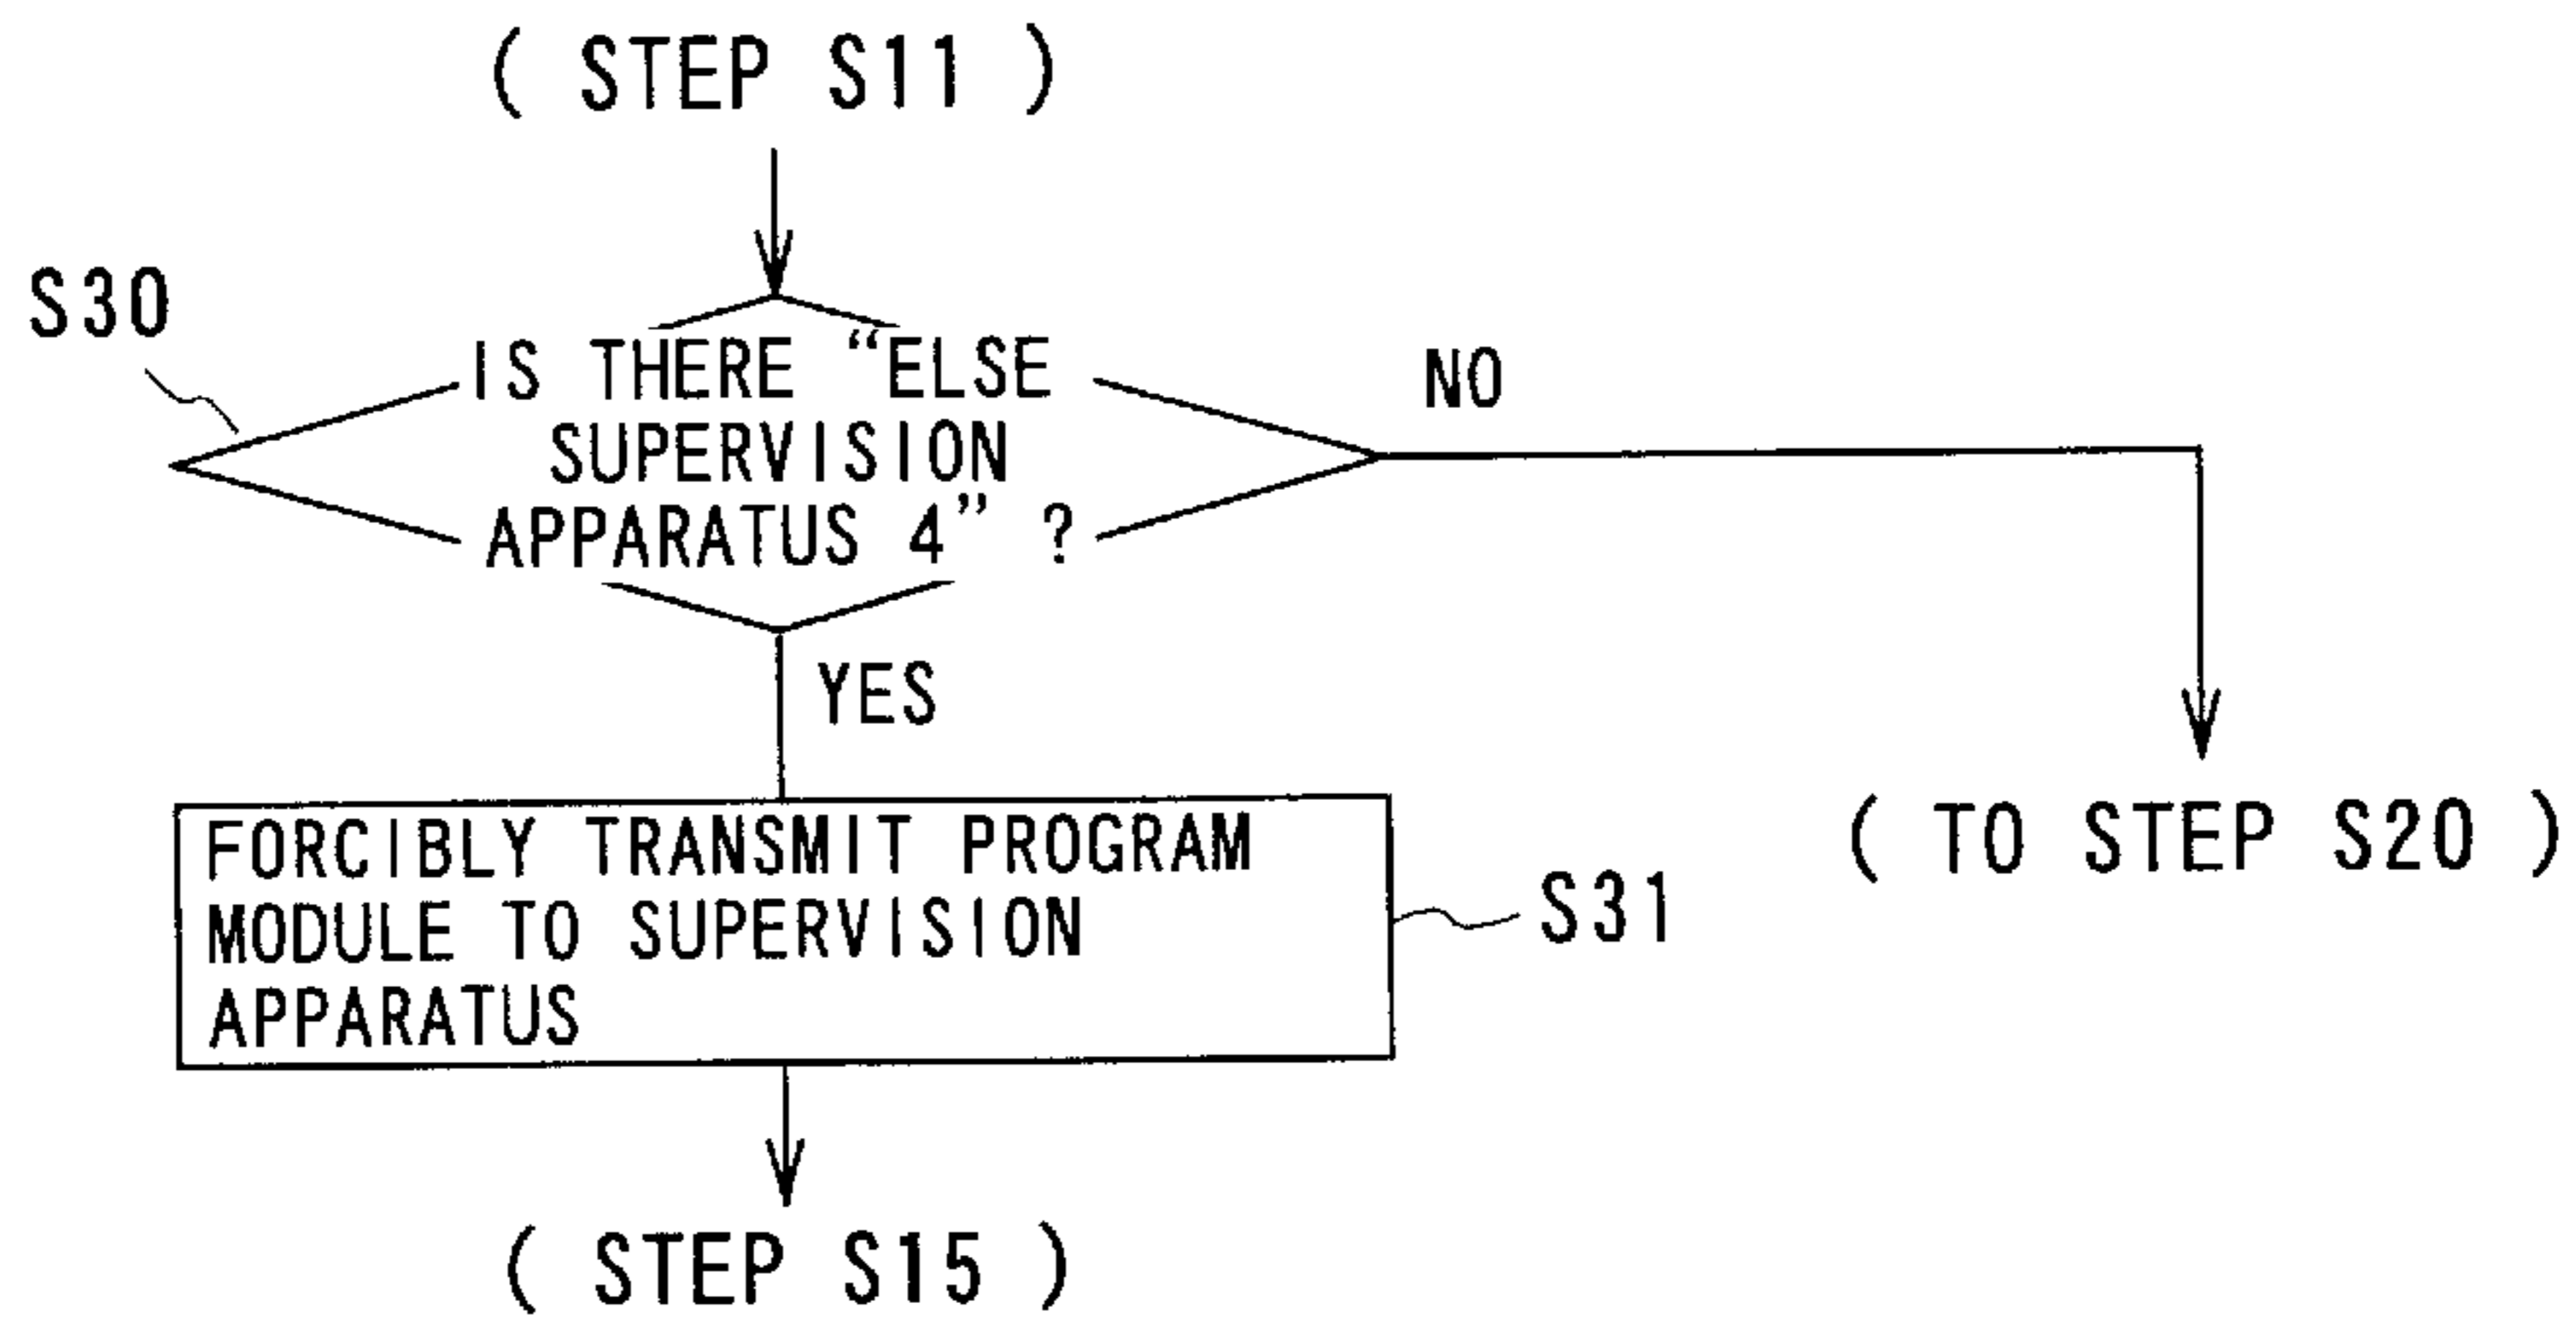 ( STEP S11 )
S30
IS THERE “ELSE
SUPERVISION
APPARATUS 4” ?
NO
YES
FORCIBLY TRANSMIT PROGRAM
MODULE TO SUPERVISION
APPARATUS
S31
( TO STEP S20 )
( STEP S15 )